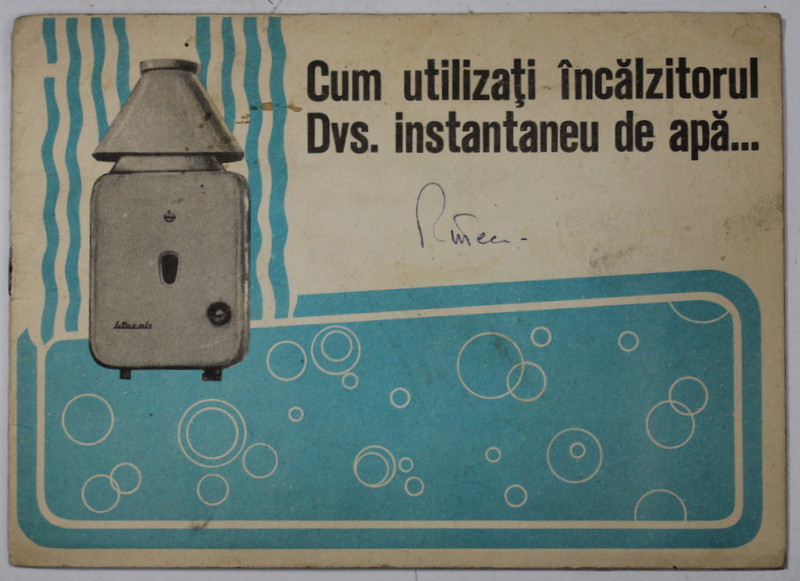 Cum utilizaţi încălzitorul
Dvs. instantaneu de apă...